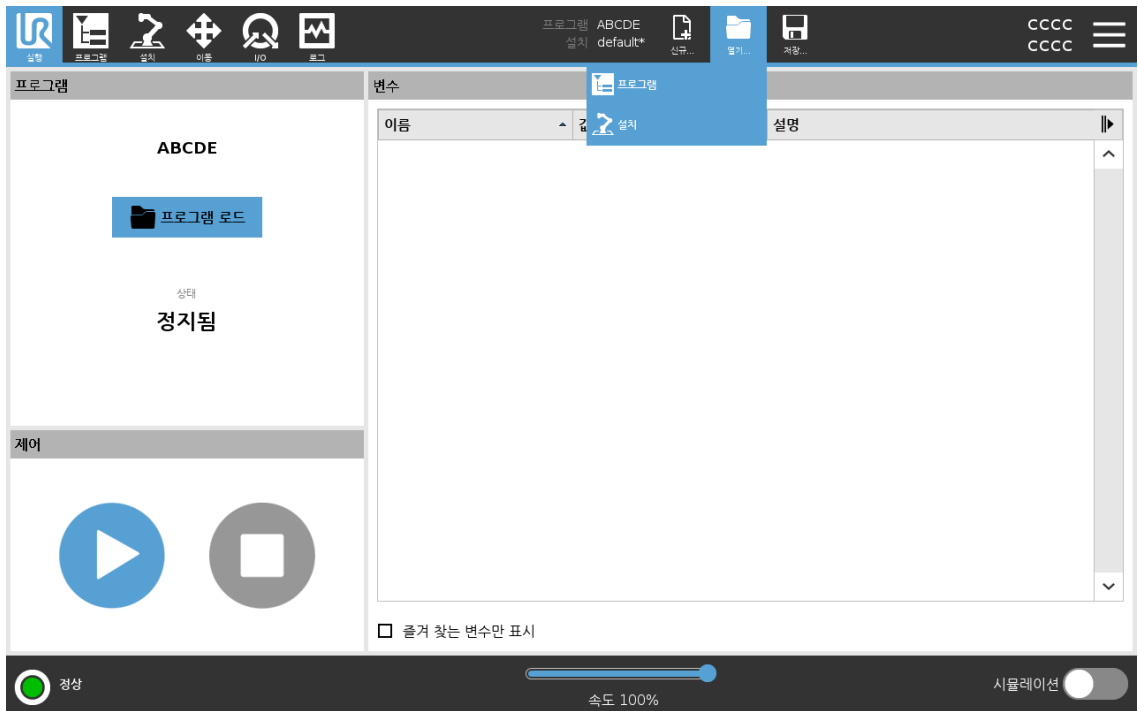 UR
실행
프로그램
설치
이동
I/O
로그
프로그램 ABCDE
설치 default*
신규...
열기...
저장...
CCCC
CCCC
프로그램
변수
프로그램
설치
이름
설명
ABCDE
프로그램 로드
상태
정지됨
제어
즐겨 찾는 변수만 표시
정상
속도 100%
시뮬레이션